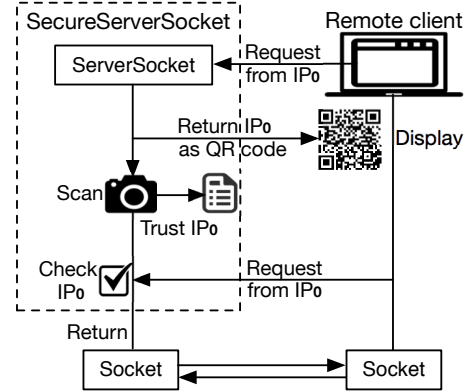 SecureServerSocket
Remote client
ServerSocket
Request
from IP0
Return IP0
as QR code
Display
Scan
Trust IP0
Check
IP0
Request
from IP0
Return
Socket
Socket